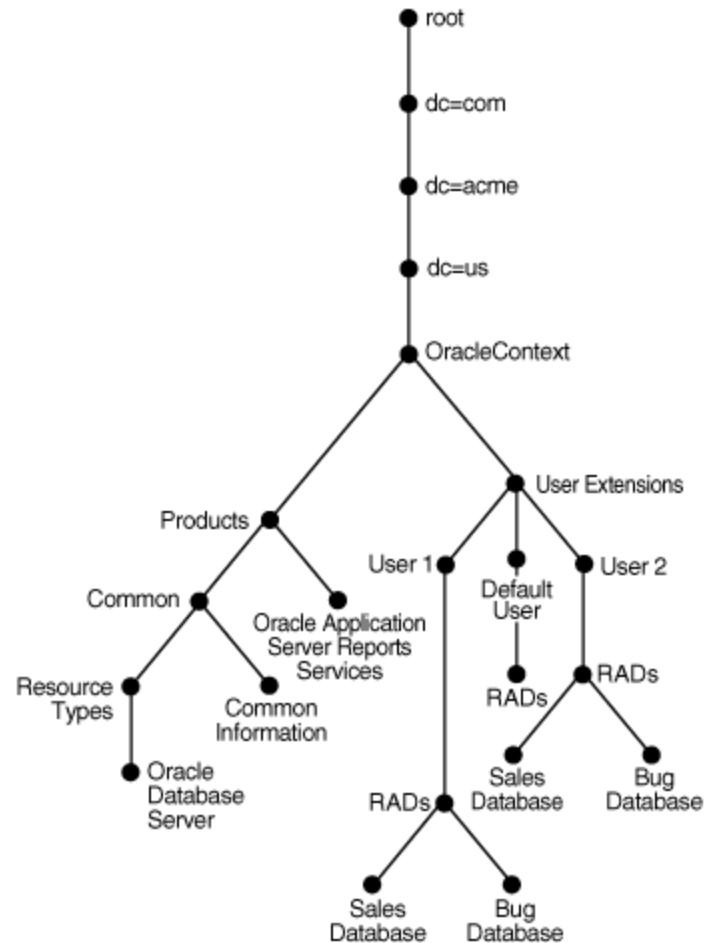 root
dc=com
dc=acme
dc=us
OracleContext
User Extensions
Products
User 1
Default
User
User 2
Common
Oracle Application
Server Reports
Services
Resource
Types
Common
Information
RADs
RADs
Oracle
Database
Server
Sales
Database
Bug
Database
RADs
Sales
Database
Bug
Database